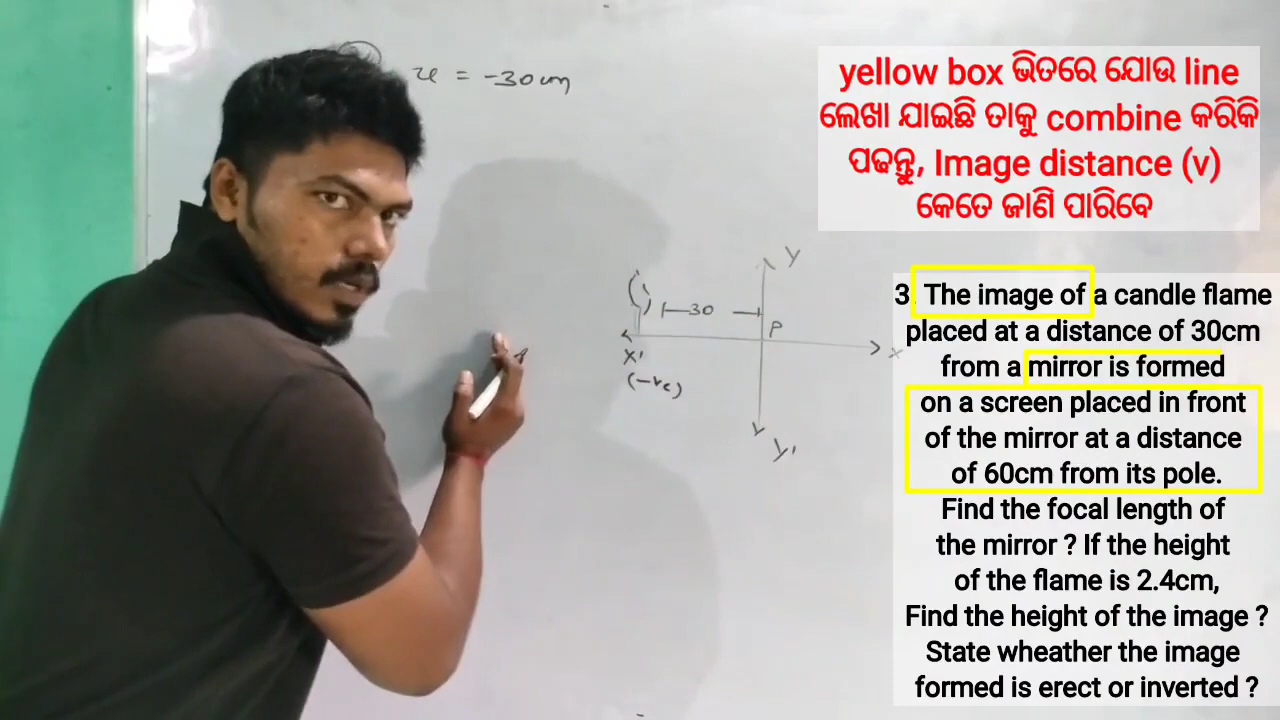 u = -30cm
yellow box ଭିତରେ ଯୋଉ line
ଲେଖା ଯାଇଛି ତାକୁ combine କରିକି
ପଢନ୍ତୁ, Image distance (v)
କେତେ ଜାଣି ପାରିବେ
Y
30
P
X' X
(-ve)
Y'
3. The image of a candle flame
placed at a distance of 30cm
from a mirror is formed
on a screen placed in front
of the mirror at a distance
of 60cm from its pole.
Find the focal length of
the mirror ? If the height
of the flame is 2.4cm,
Find the height of the image ?
State wheather the image
formed is erect or inverted ?